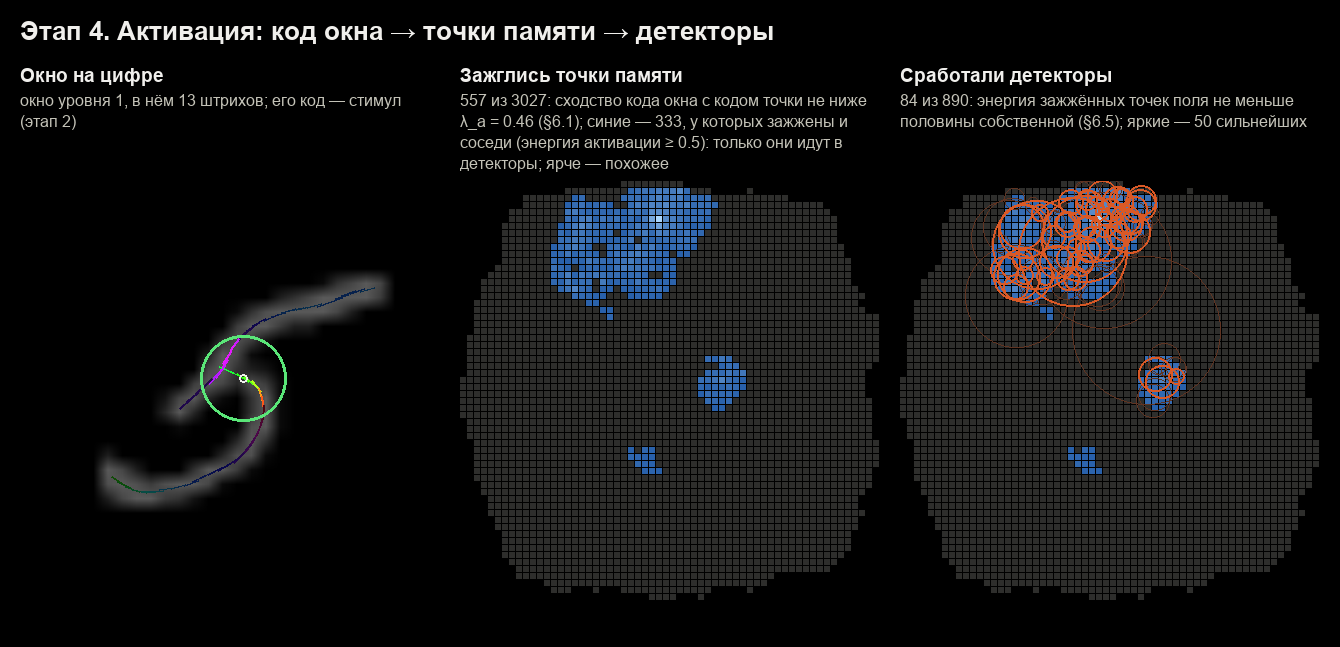 Этап 4. Активация: код окна → точки памяти → детекторы
Окно на цифре
окно уровня 1, в нём 13 штрихов; его код — стимул
(этап 2)
Зажглись точки памяти
557 из 3027: сходство кода окна с кодом точки не ниже
λ_a = 0.46 (§6.1); синие — 333, у которых зажжены и
соседи (энергия активации ≥ 0.5): только они идут в
детекторы; ярче — похожее
Сработали детекторы
84 из 890: энергия зажжённых точек поля не меньше
половины собственной (§6.5); яркие — 50 сильнейших